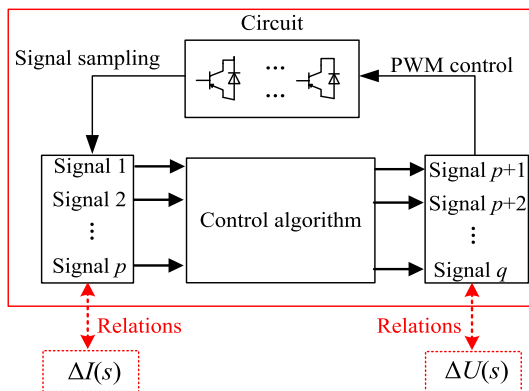 Circuit
Signal sampling
PWM control
... ...
Signal 1
Signal 2
⋮
Signal p
Control algorithm
Signal p+1
Signal p+2
⋮
Signal q
Relations
Relations
ΔI(s)
ΔU(s)